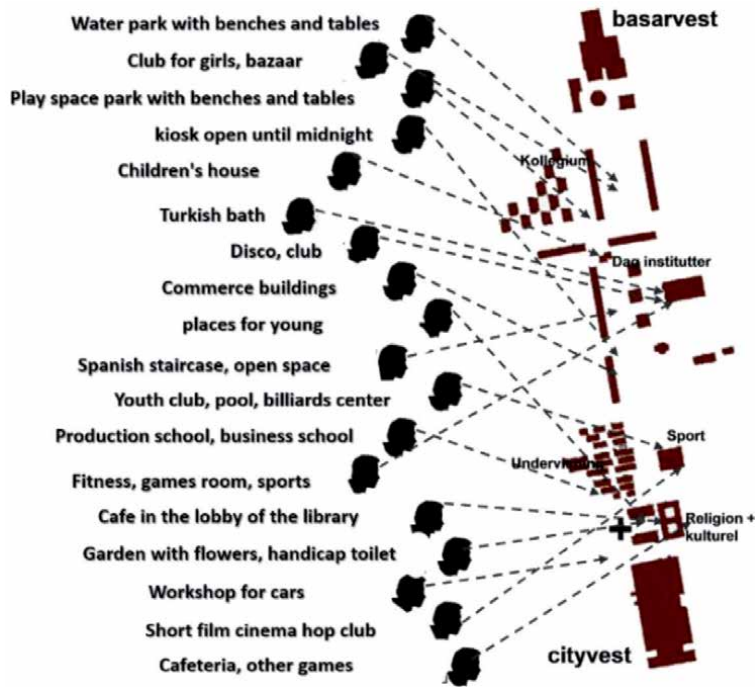 Water park with benches and tables
basarvest
Club for girls, bazaar
Play space park with benches and tables
kiosk open until midnight
Kollegium
Children's house
Turkish bath
Disco, club
Dag institutter
Commerce buildings
places for young
Spanish staircase, open space
Youth club, pool, billiards center
Production school, business school
Sport
Fitness, games room, sports
Cafe in the lobby of the library
Religion +
kulturel
Garden with flowers, handicap toilet
Workshop for cars
Short film cinema hop club
cityvest
Cafeteria, other games